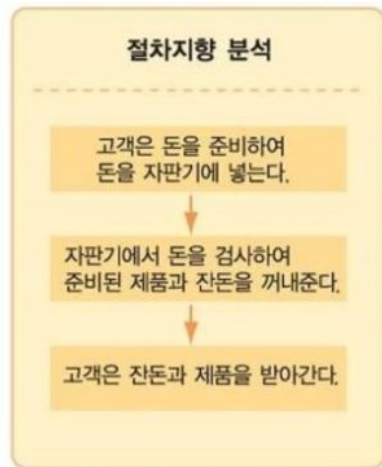 절차지향 분석
고객은 돈을 준비하여
돈을 자판기에 넣는다.
자판기에서 돈을 검사하여
준비된 제품과 잔돈을 꺼내준다.
고객은 잔돈과 제품을 받아간다.